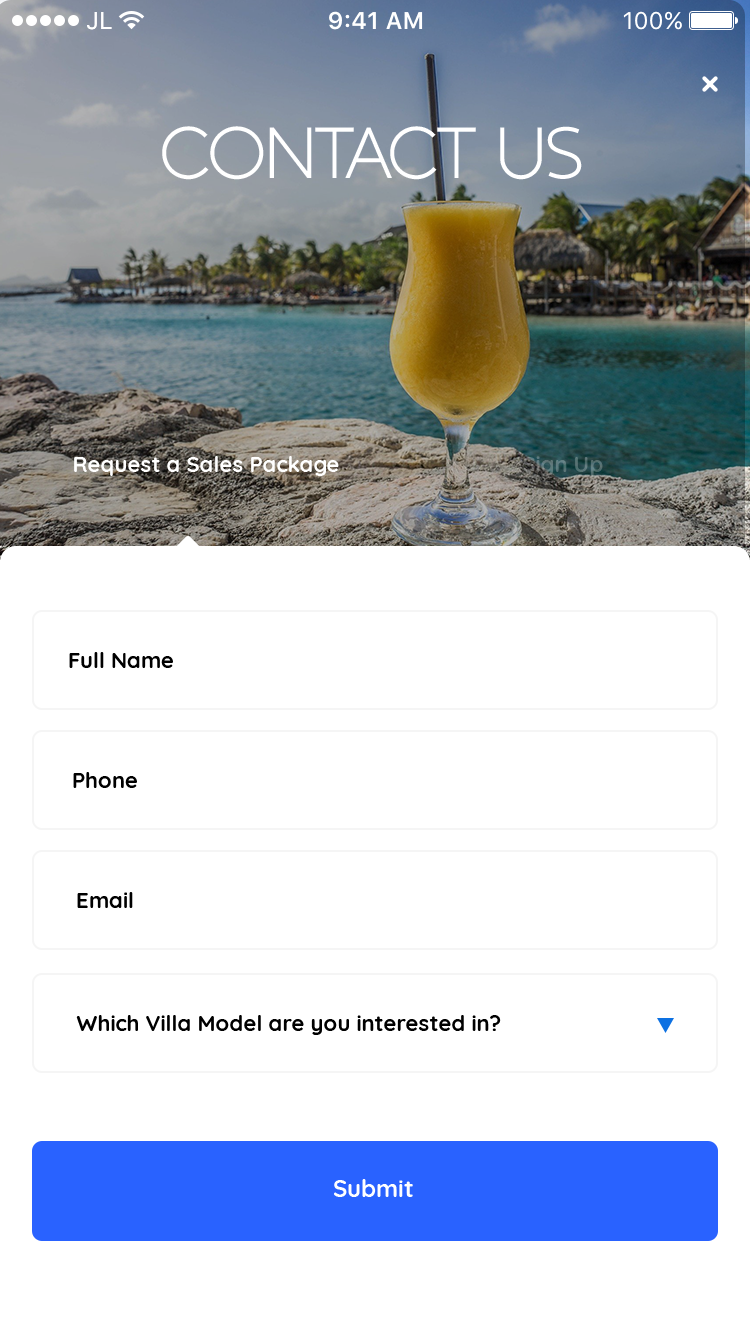 JL 9:41 AM 100%
CONTACT US
Request a Sales Package Sign Up
Full Name
Phone
Email
Which Villa Model are you interested in?
Submit